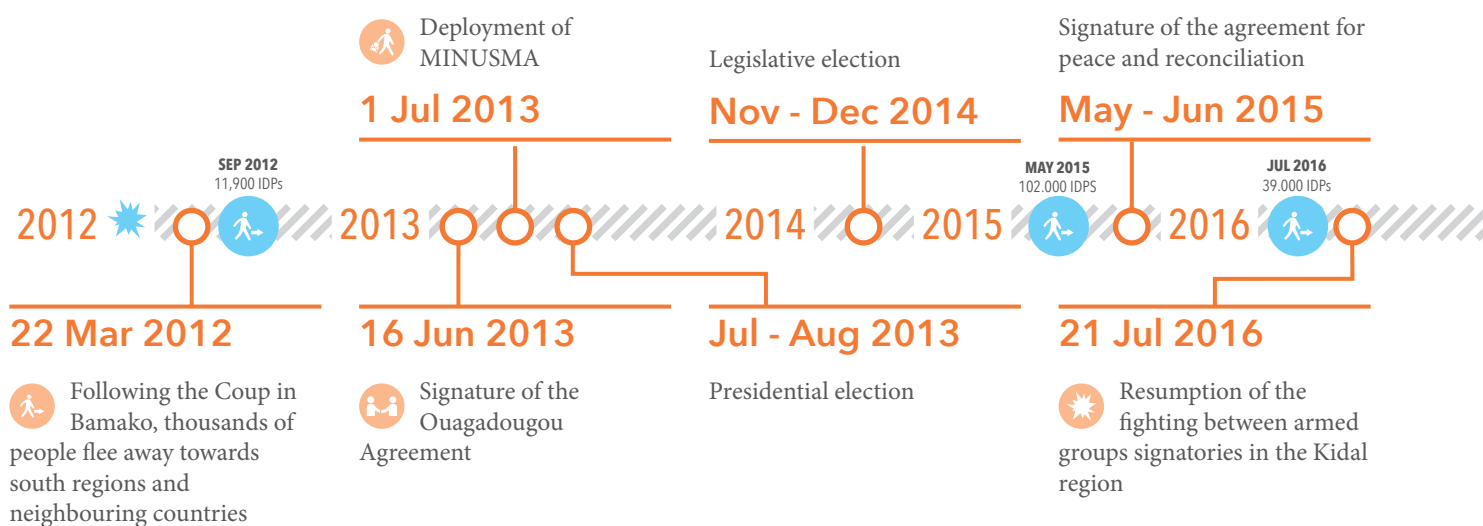 Deployment of
MINUSMA
1 Jul 2013
Legislative election
Nov - Dec 2014
Signature of the agreement for
peace and reconciliation
May - Jun 2015
SEP 2012
11,900 IDPs
MAY 2015
102.000 IDPS
JUL 2016
39.000 IDPs
2012
2013
2014
2015
2016
22 Mar 2012
Following the Coup in
Bamako, thousands of
people flee away towards
south regions and
neighbouring countries
16 Jun 2013
Signature of the
Ouagadougou
Agreement
Jul - Aug 2013
Presidential election
21 Jul 2016
Resumption of the
fighting between armed
groups signatories in the Kidal
region